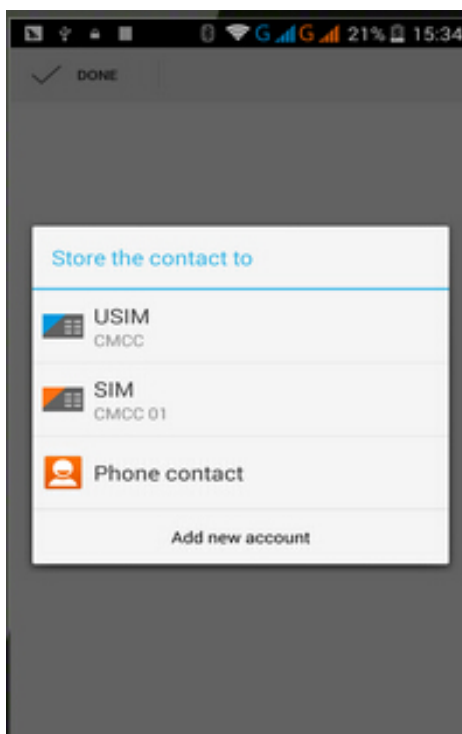 G G 21% 15:34
DONE
Store the contact to
USIM
CMCC
SIM
CMCC 01
Phone contact
Add new account